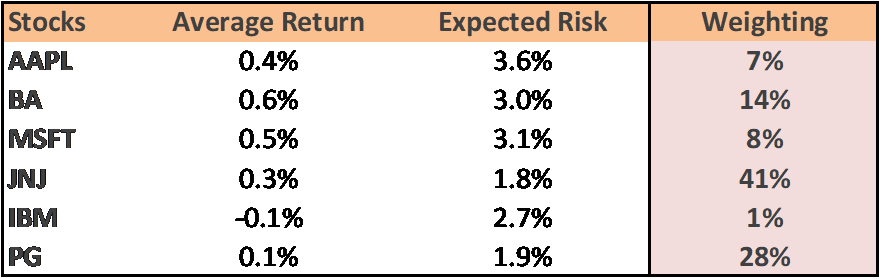 Stocks Average Return Expected Risk Weighting
AAPL 0.4% 3.6% 7%
BA 0.6% 3.0% 14%
MSFT 0.5% 3.1% 8%
JNJ 0.3% 1.8% 41%
IBM -0.1% 2.7% 1%
PG 0.1% 1.9% 28%